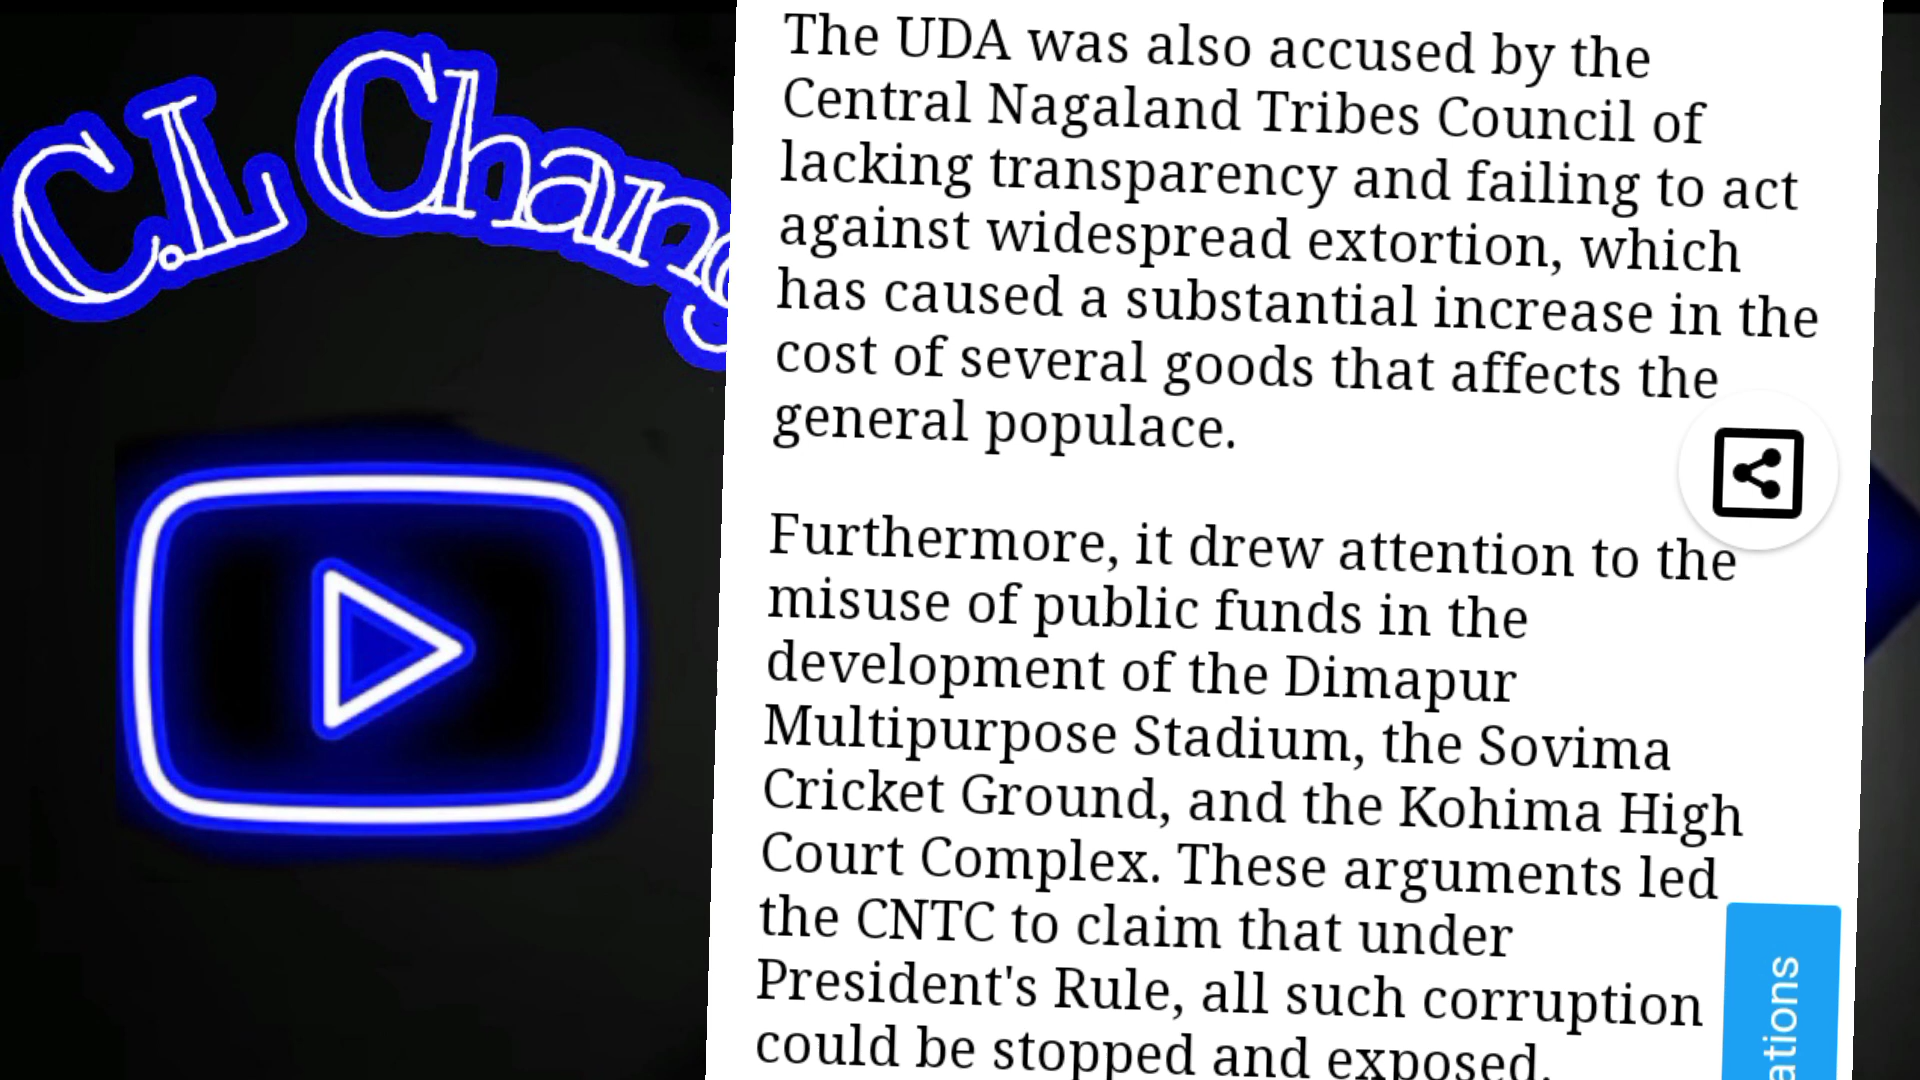 C.L Chang
The UDA was also accused by the
Central Nagaland Tribes Council of
lacking transparency and failing to act
against widespread extortion, which
has caused a substantial increase in the
cost of several goods that affects the
general populace.
Furthermore, it drew attention to the
misuse of public funds in the
development of the Dimapur
Multipurpose Stadium, the Sovima
Cricket Ground, and the Kohima High
Court Complex. These arguments led
the CNTC to claim that under
President's Rule, all such corruption
could be stopped and exposed.
ations